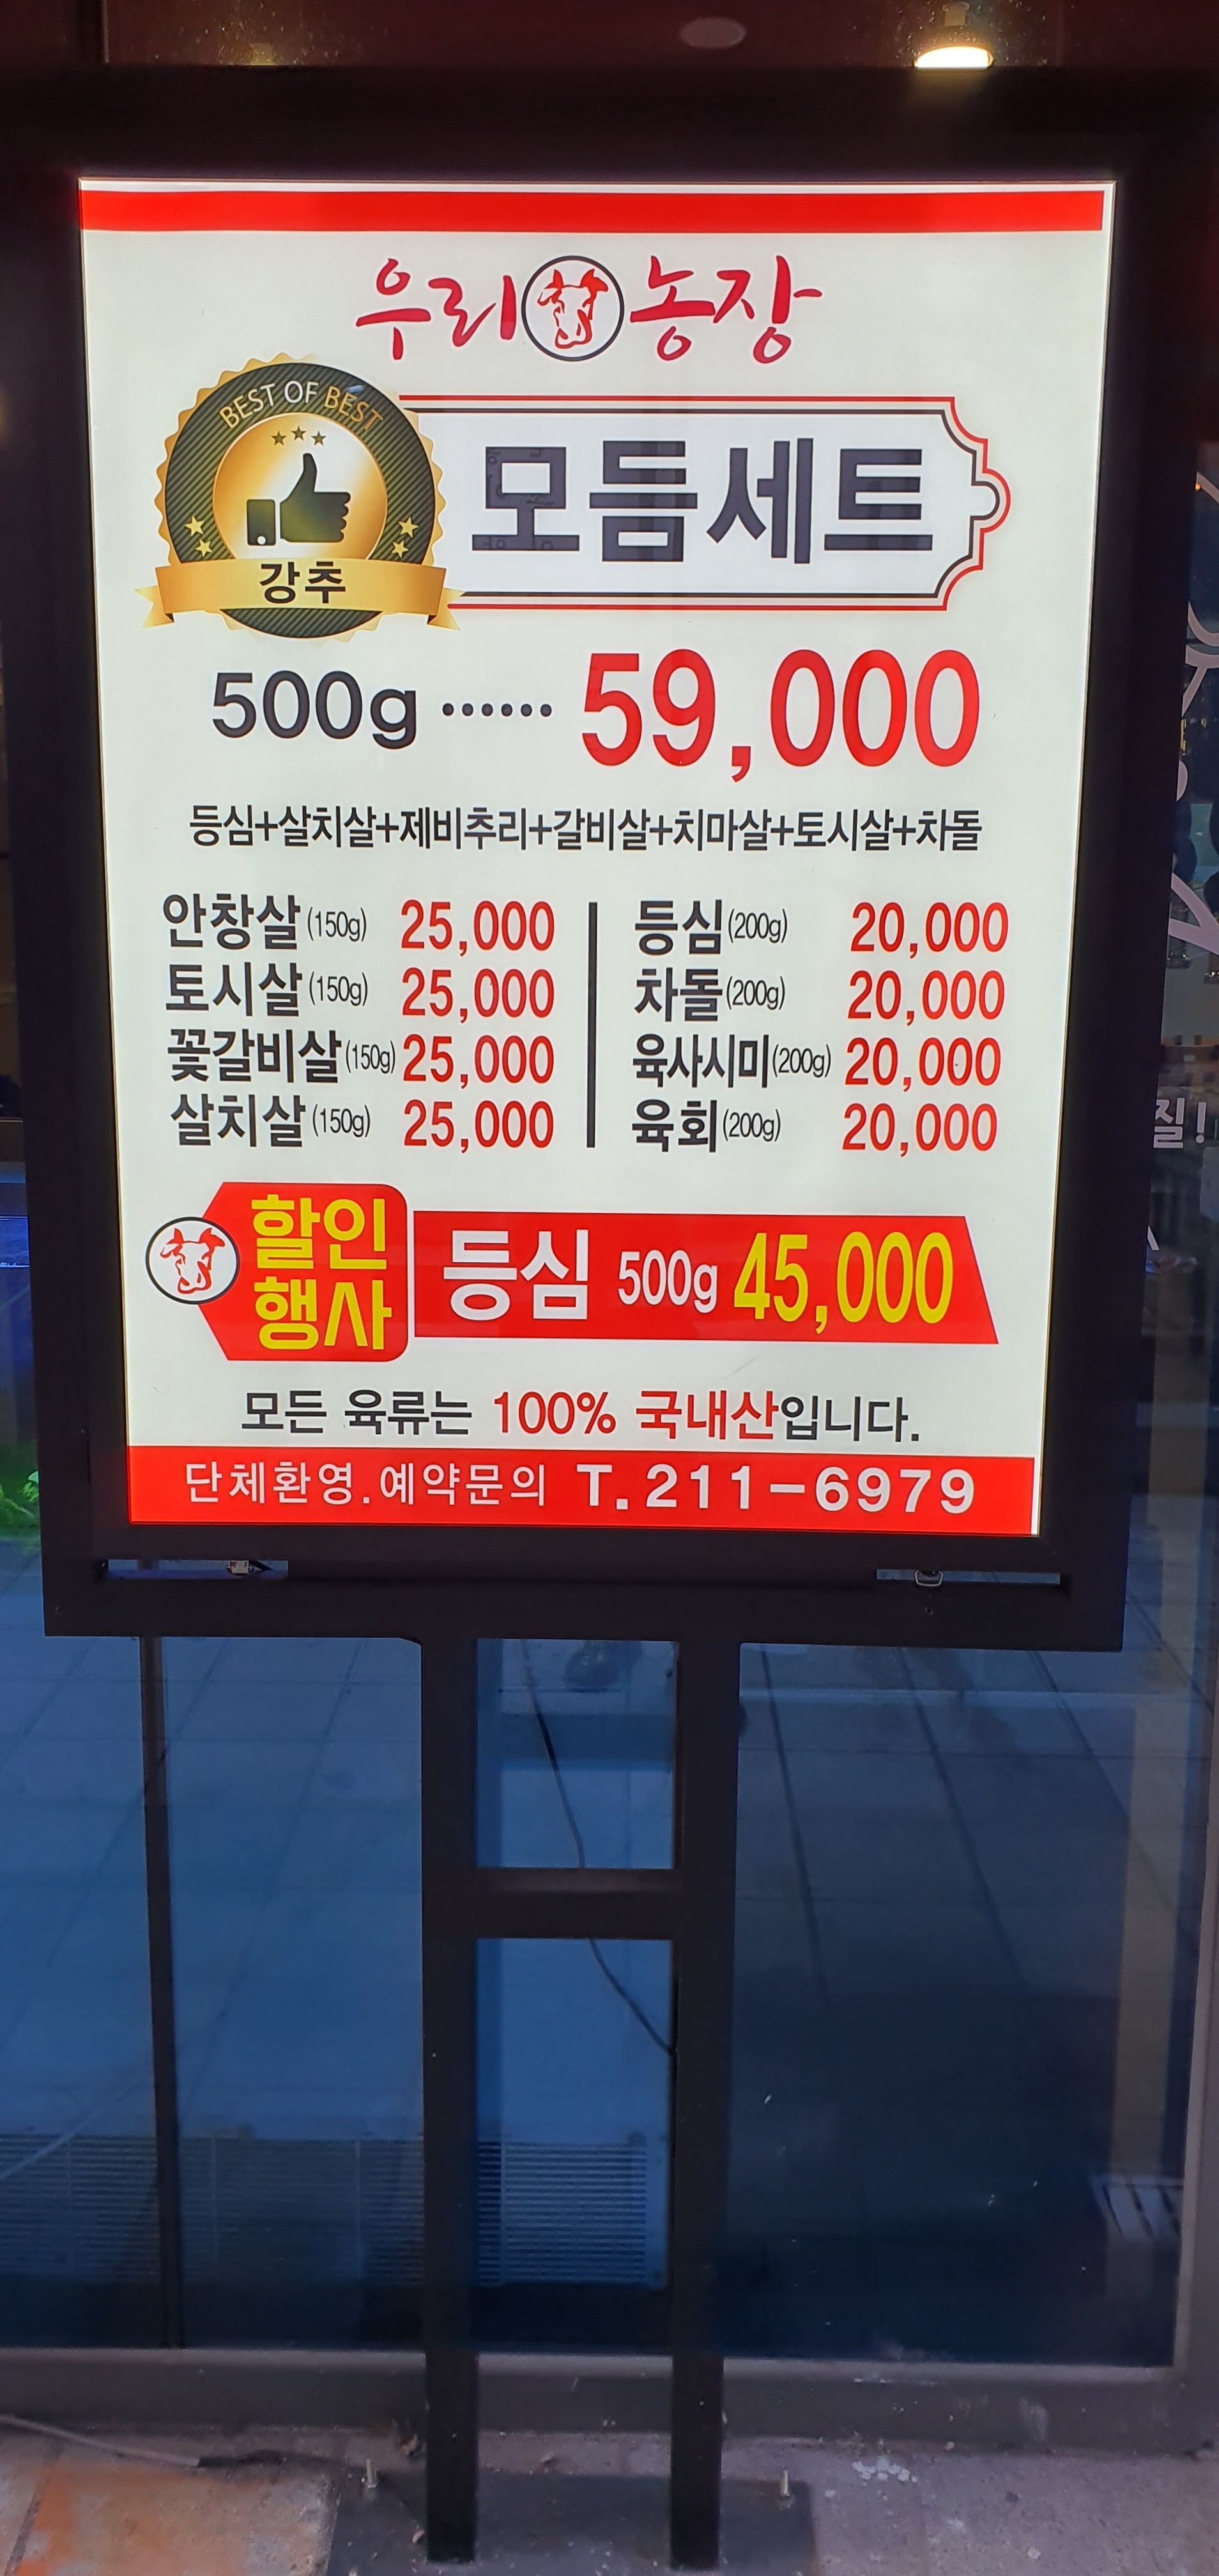 우리 농장
BEST OF BEST
강추
모듬세트
500g ...... 59,000
등심+살치살+제비추리+갈비살+치마살+토시살+차돌
안창살(150g) 25,000
토시살(150g) 25,000
꽃갈비살(150g) 25,000
살치살(150g) 25,000
등심(200g) 20,000
차돌(200g) 20,000
육사시미(200g) 20,000
육회(200g) 20,000
할인
행사
등심 500g 45,000
모든 육류는 100% 국내산입니다.
단체환영.예약문의 T.211-6979
질!